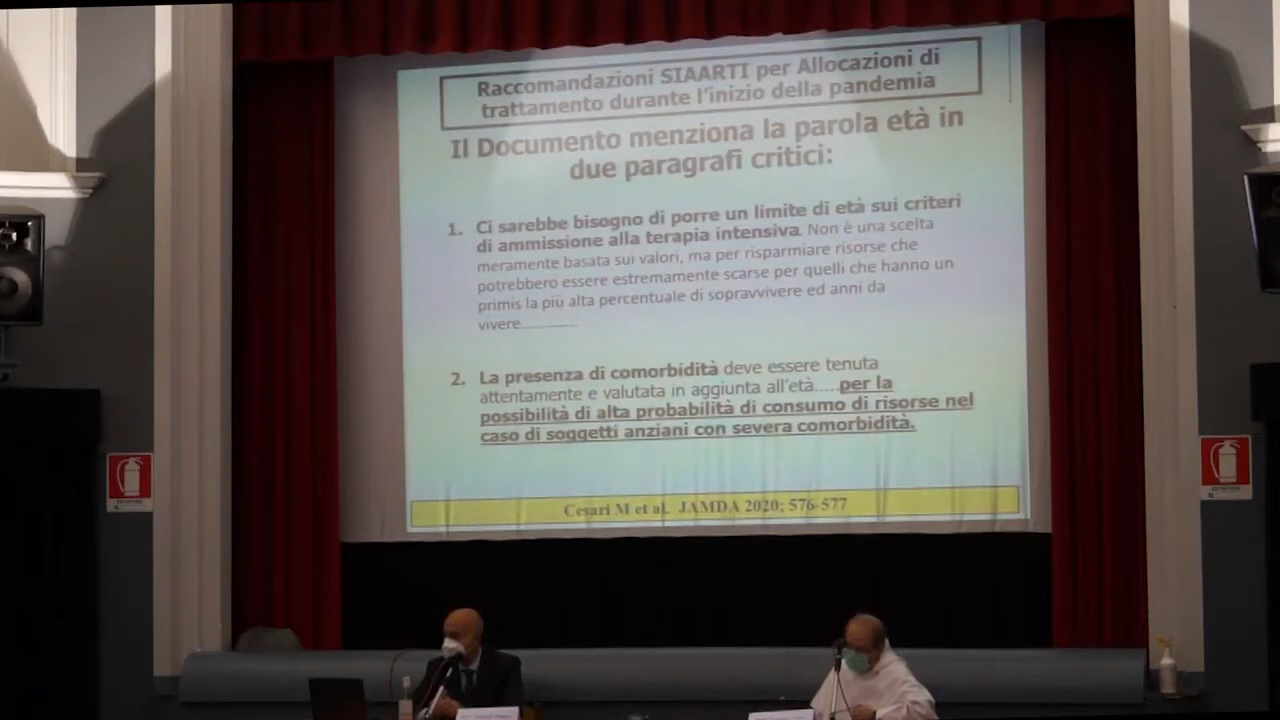 Raccomandazioni SIAARTI per Allocazioni di
trattamento durante l'inizio della pandemia
Il Documento menziona la parola età in
due paragrafi critici:
1. Ci sarebbe bisogno di porre un limite di età sui criteri
di ammissione alla terapia intensiva. Non è una scelta
meramente basata sui valori, ma per risparmiare risorse che
potrebbero essere estremamente scarse per quelli che hanno un
primis la più alta percentuale di sopravvivere ed anni da
vivere...............
2. La presenza di comorbidità deve essere tenuta
attentamente e valutata in aggiunta all'età.....per la
possibilità di alta probabilità di consumo di risorse nel
caso di soggetti anziani con severa comorbidità.
Cesari M et al. JAMDA 2020; 576-577